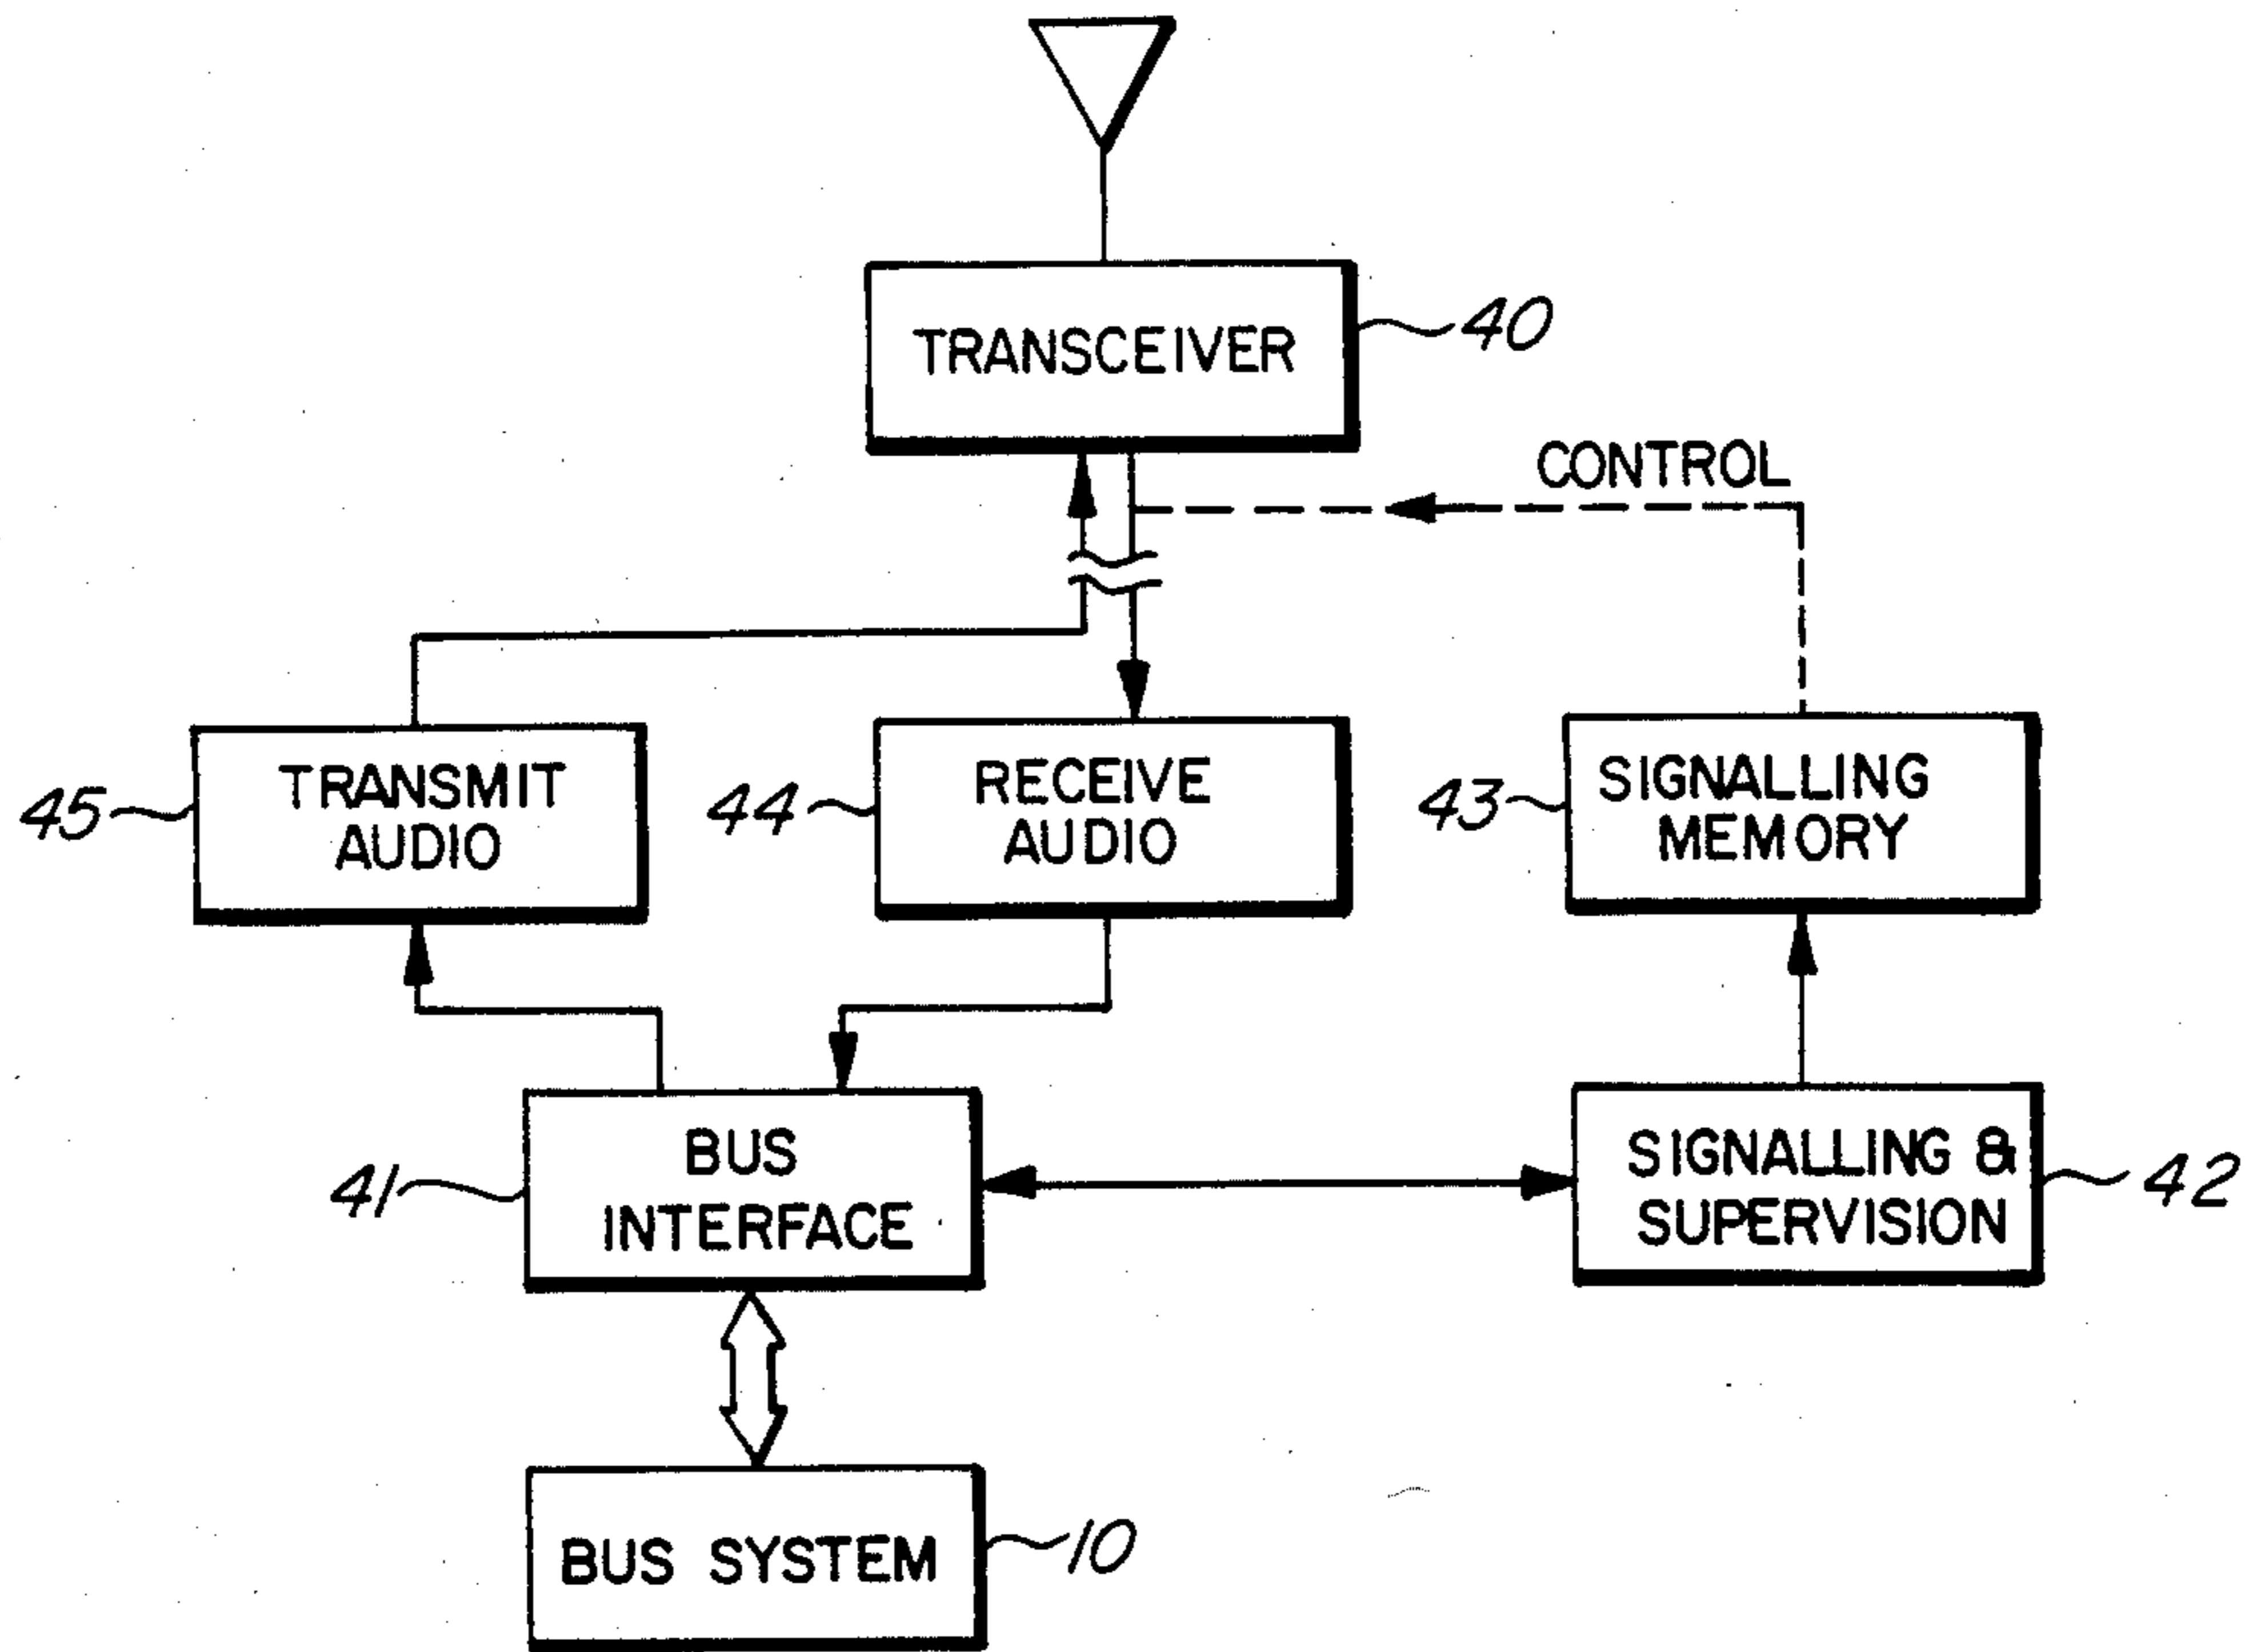 TRANSCEIVER
40
CONTROL
TRANSMIT
AUDIO
45
RECEIVE
AUDIO
44
SIGNALLING
MEMORY
43
BUS
INTERFACE
41
SIGNALLING &
SUPERVISION
42
BUS SYSTEM
10